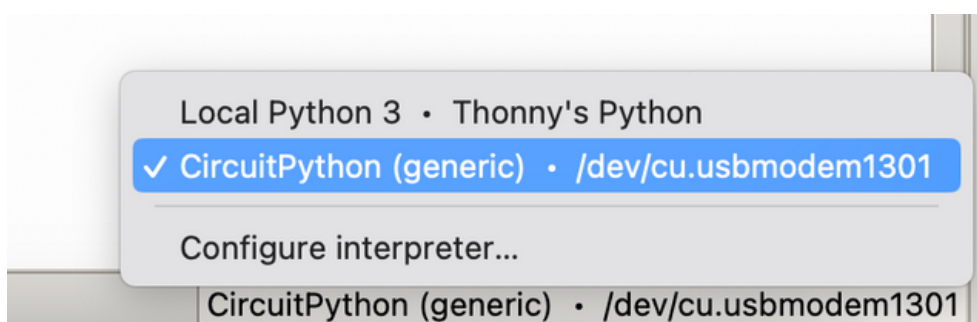 Local Python 3 • Thonny's Python
✓ CircuitPython (generic) • /dev/cu.usbmodem1301
Configure interpreter...
CircuitPython (generic) • /dev/cu.usbmodem1301